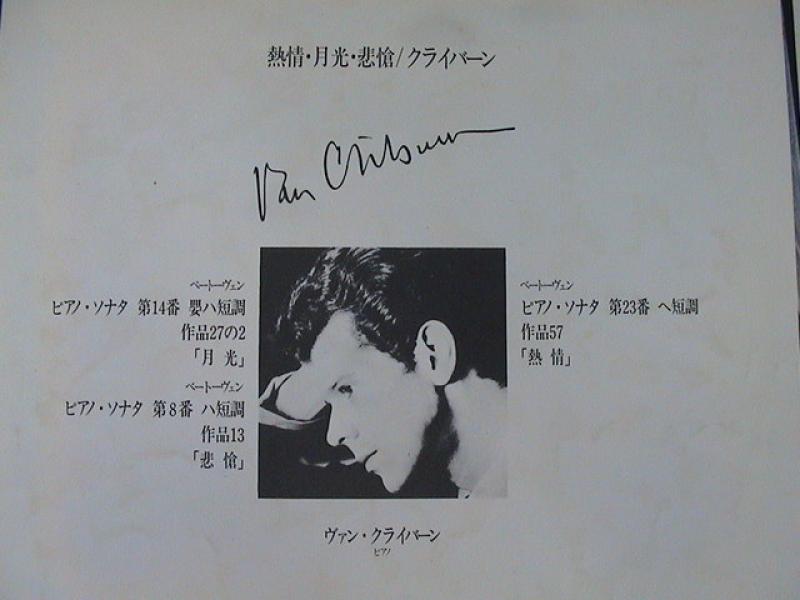 熱情・月光・悲愴/クライバーン
Van Cliburn
ベートーヴェン
ピアノ・ソナタ 第14番 嬰ハ短調
作品27の2
「月 光」
ベートーヴェン
ピアノ・ソナタ 第8番 ハ短調
作品13
「悲 愴」
ベートーヴェン
ピアノ・ソナタ 第23番 ヘ短調
作品57
「熱 情」
ヴァン・クライバーン
ピアノ